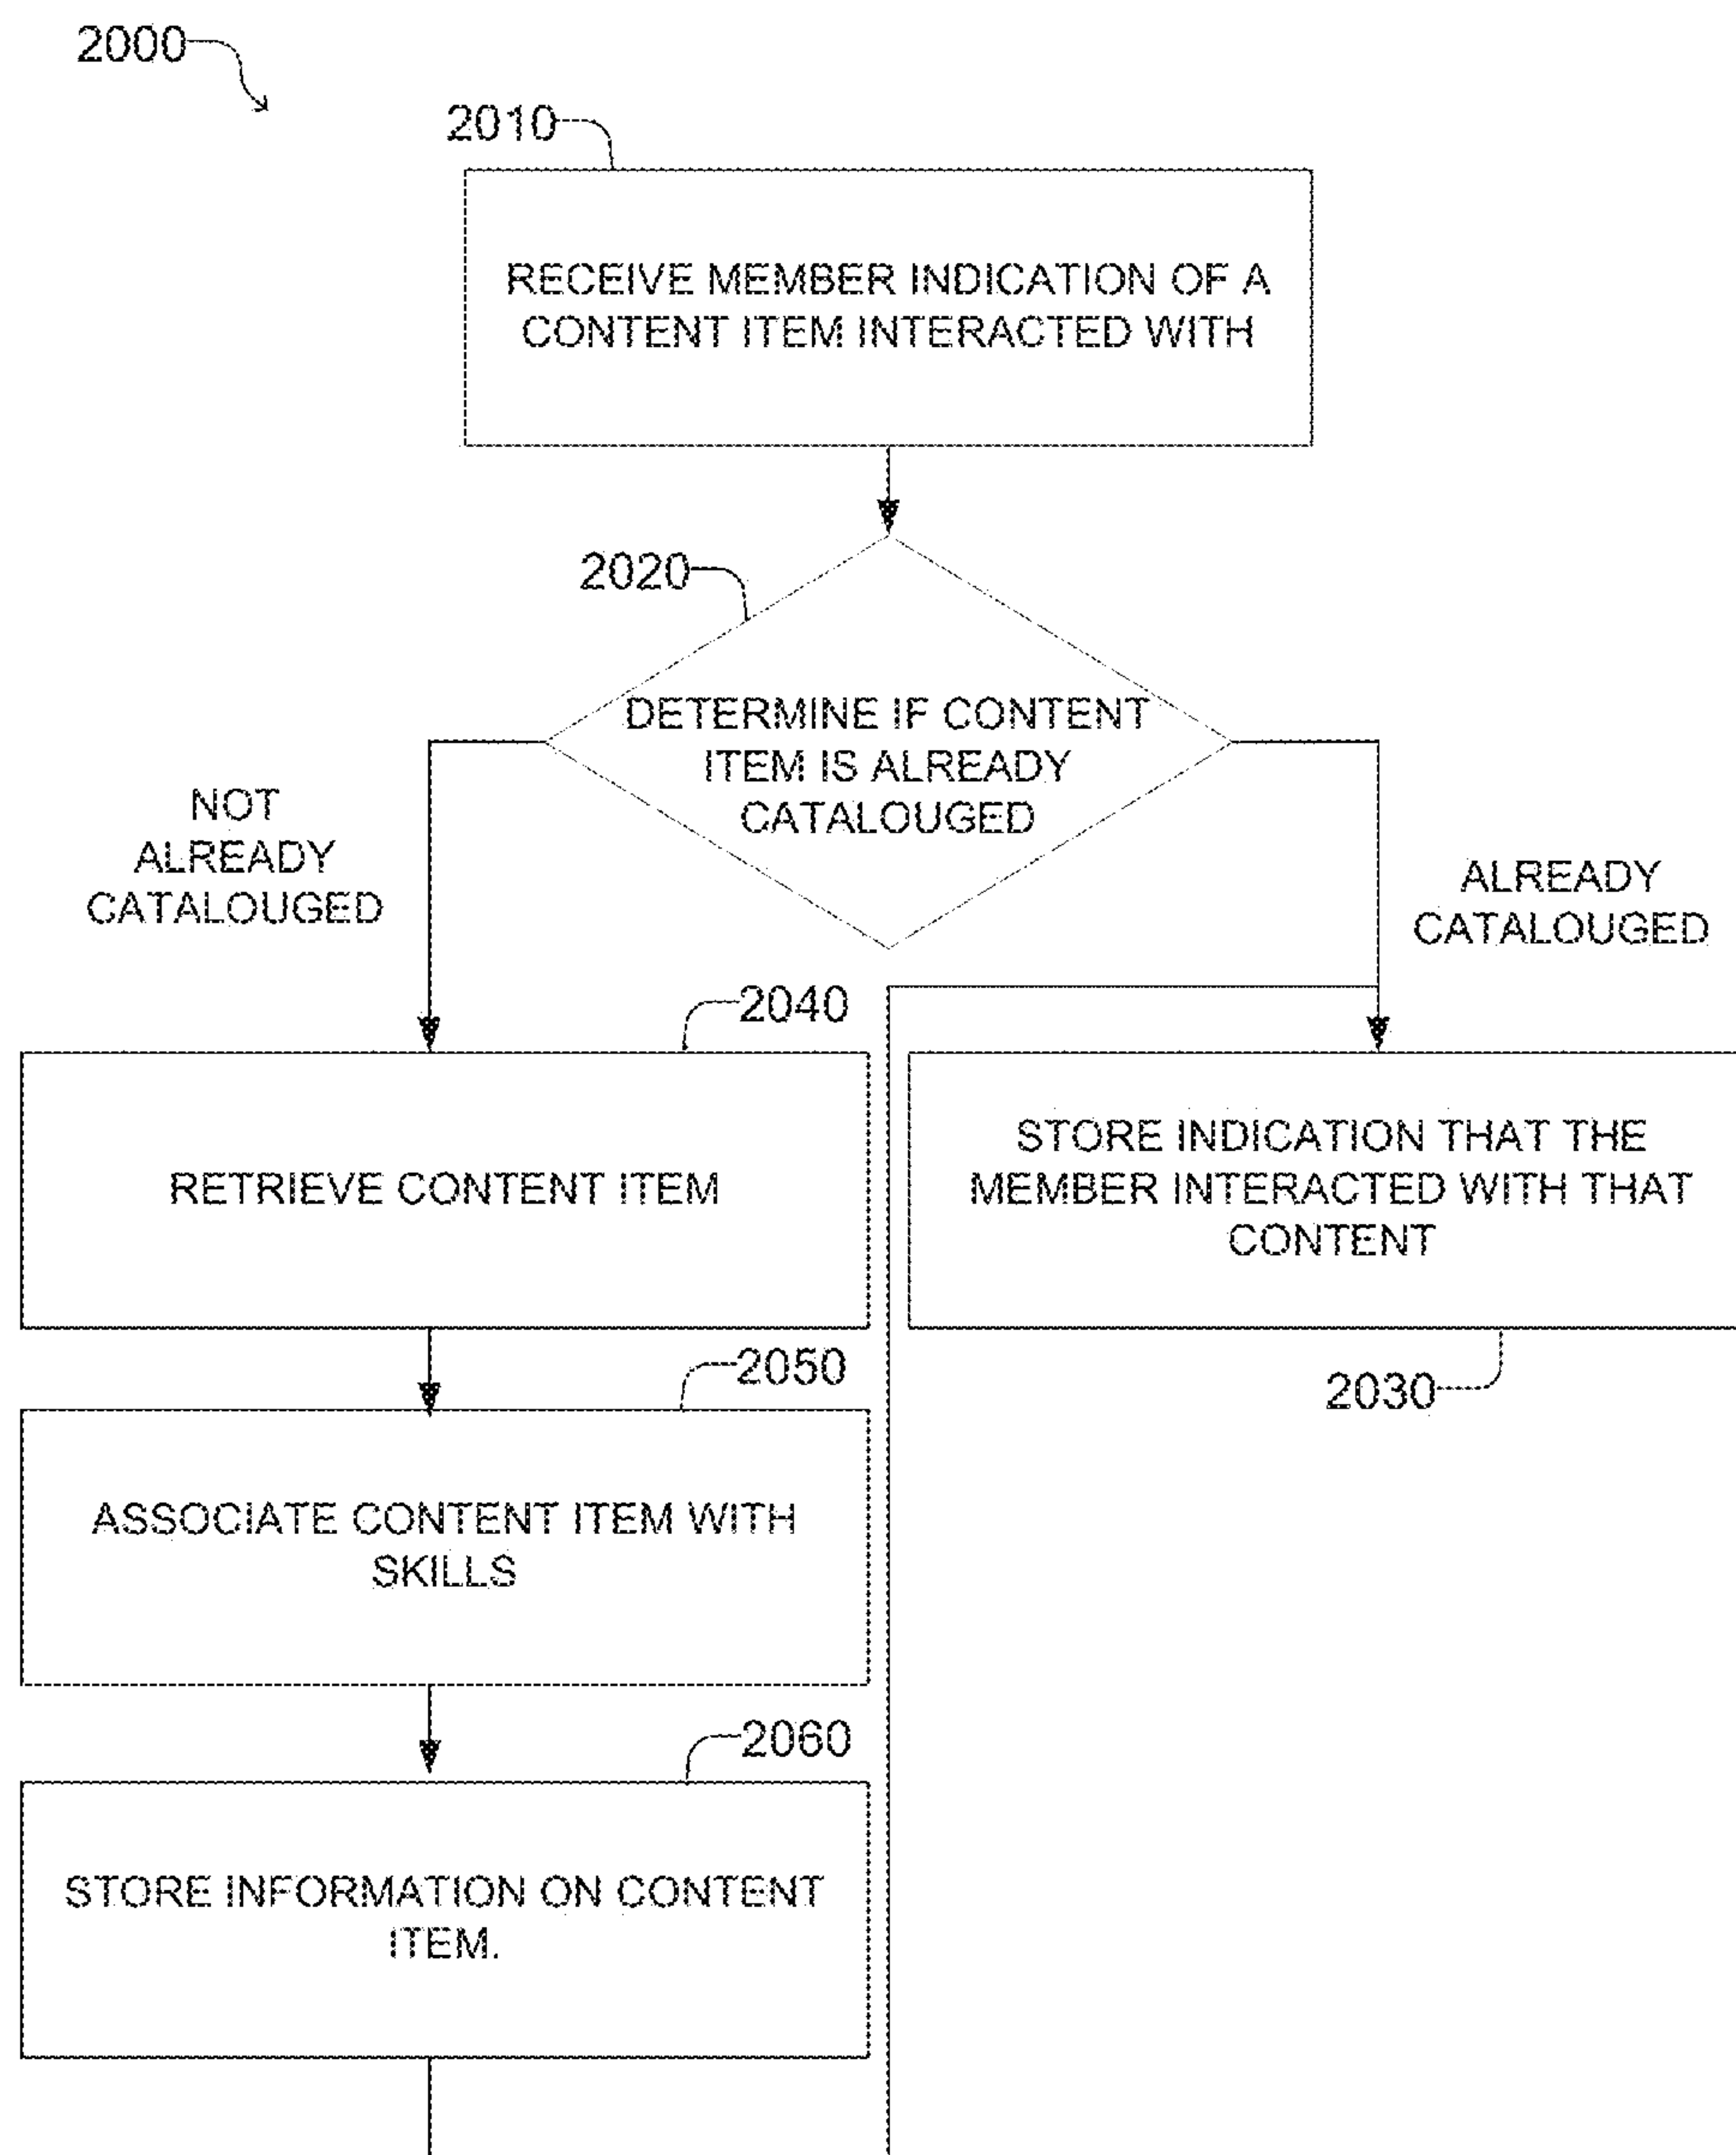 2000
2010
RECEIVE MEMBER INDICATION OF A
CONTENT ITEM INTERACTED WITH
2020
DETERMINE IF CONTENT
ITEM IS ALREADY
CATALOUGED
NOT
ALREADY
CATALOUGED
ALREADY
CATALOUGED
2040
RETRIEVE CONTENT ITEM
STORE INDICATION THAT THE
MEMBER INTERACTED WITH THAT
CONTENT
2030
2050
ASSOCIATE CONTENT ITEM WITH
SKILLS
2060
STORE INFORMATION ON CONTENT
ITEM.